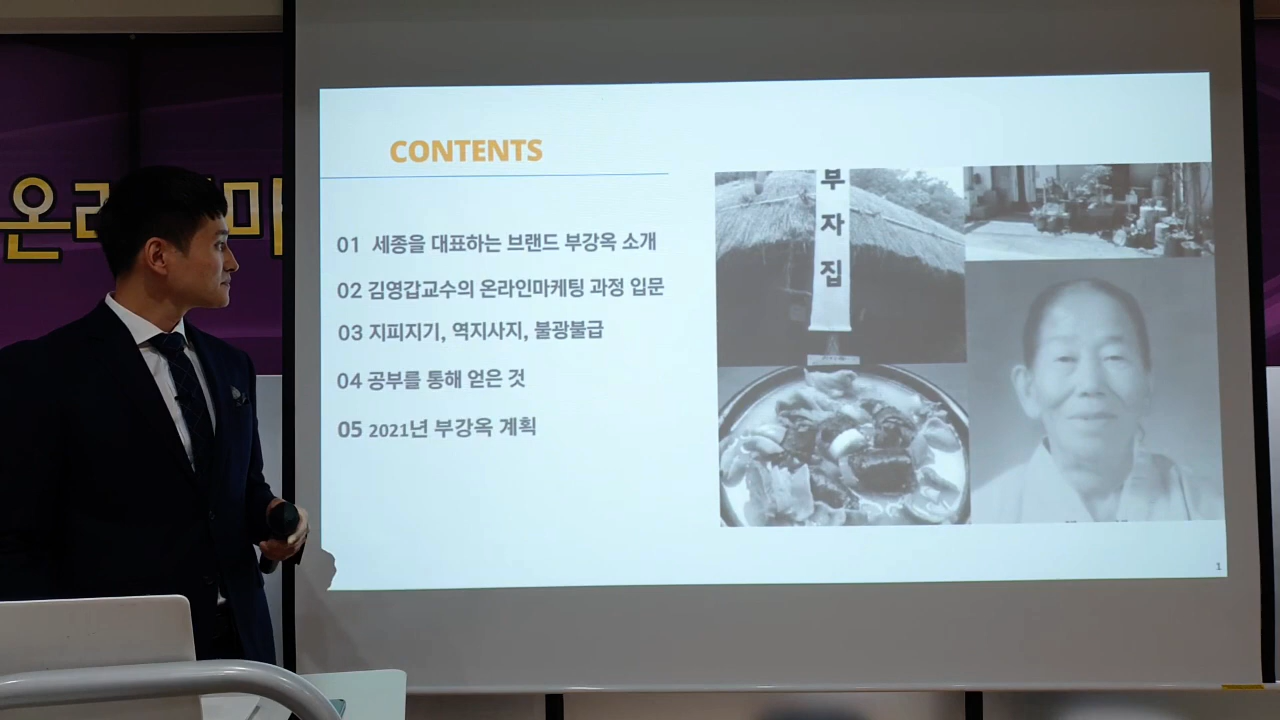 온라
마
CONTENTS
01 세종을 대표하는 브랜드 부강옥 소개
02 김영갑교수의 온라인마케팅 과정 입문
03 지피지기, 역지사지, 불광불급
04 공부를 통해 얻은 것
05 2021년 부강옥 계획
부
자
집
1